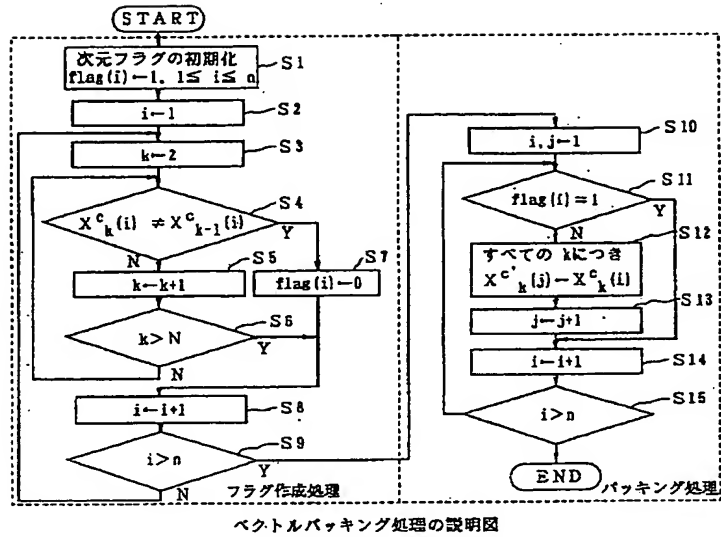 START
次元フラグの初期化
flag(i)←1. 1≤ i≤ n
S1
i←1
S2
k←2
S3
X^c_k(i) ≠X^c_{k-1}(i)
S4
Y
N
k←k+1
S5
flag(i)←0
S7
k>N
S6
Y
N
i←i+1
S8
i>n
S9
Y
N
フラグ作成処理
i,j←1
S10
flag(i)=1
S11
Y
N
すべての kにつき
X^{c'}_k(j)←X^c_k(i)
S12
j←j+1
S13
i←i+1
S14
i>n
S15
END
パッキング処理
ベクトルパッキング処理の説明図